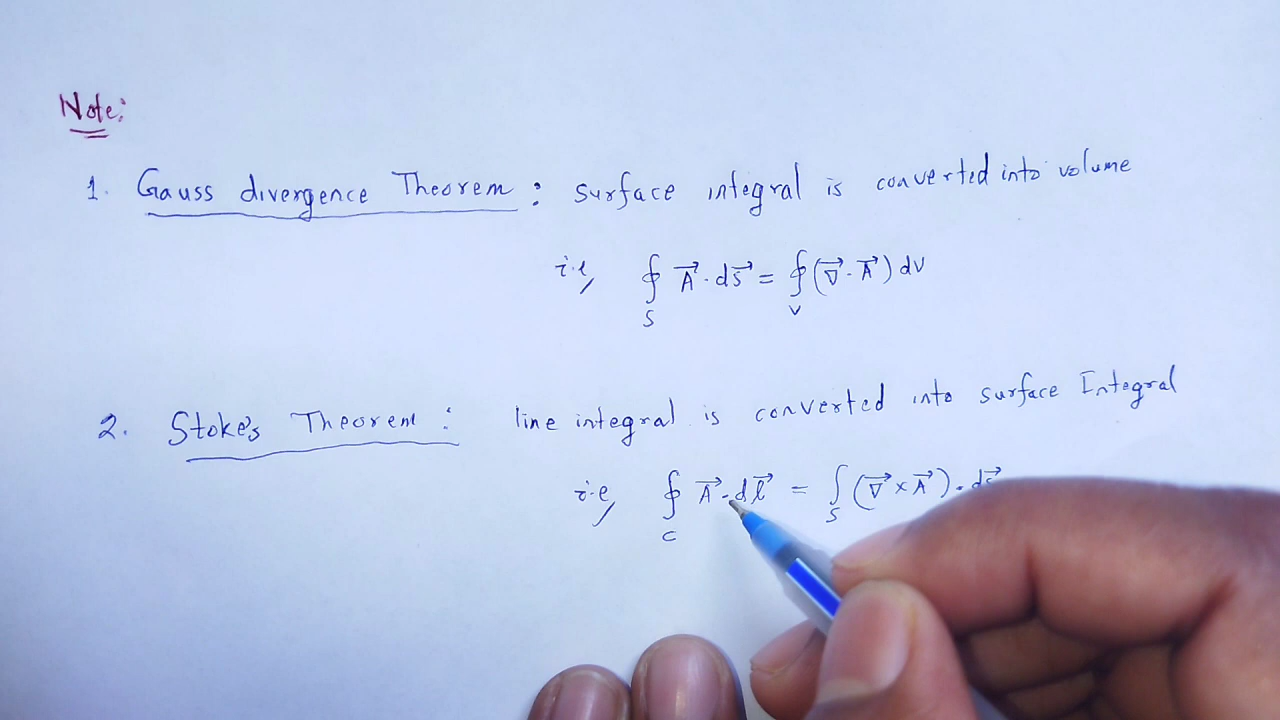 Note:
1. Gauss divergence Theorem : surface integral is converted into volume
i.e, ∮_S A⃗ · ds⃗ = ∮_V (∇⃗ · A⃗) dv
2. Stoke's Theorem : line integral is converted into surface Integral
i.e, ∮_C A⃗ · dl⃗ = ∫_S (∇⃗ × A⃗) · ds⃗